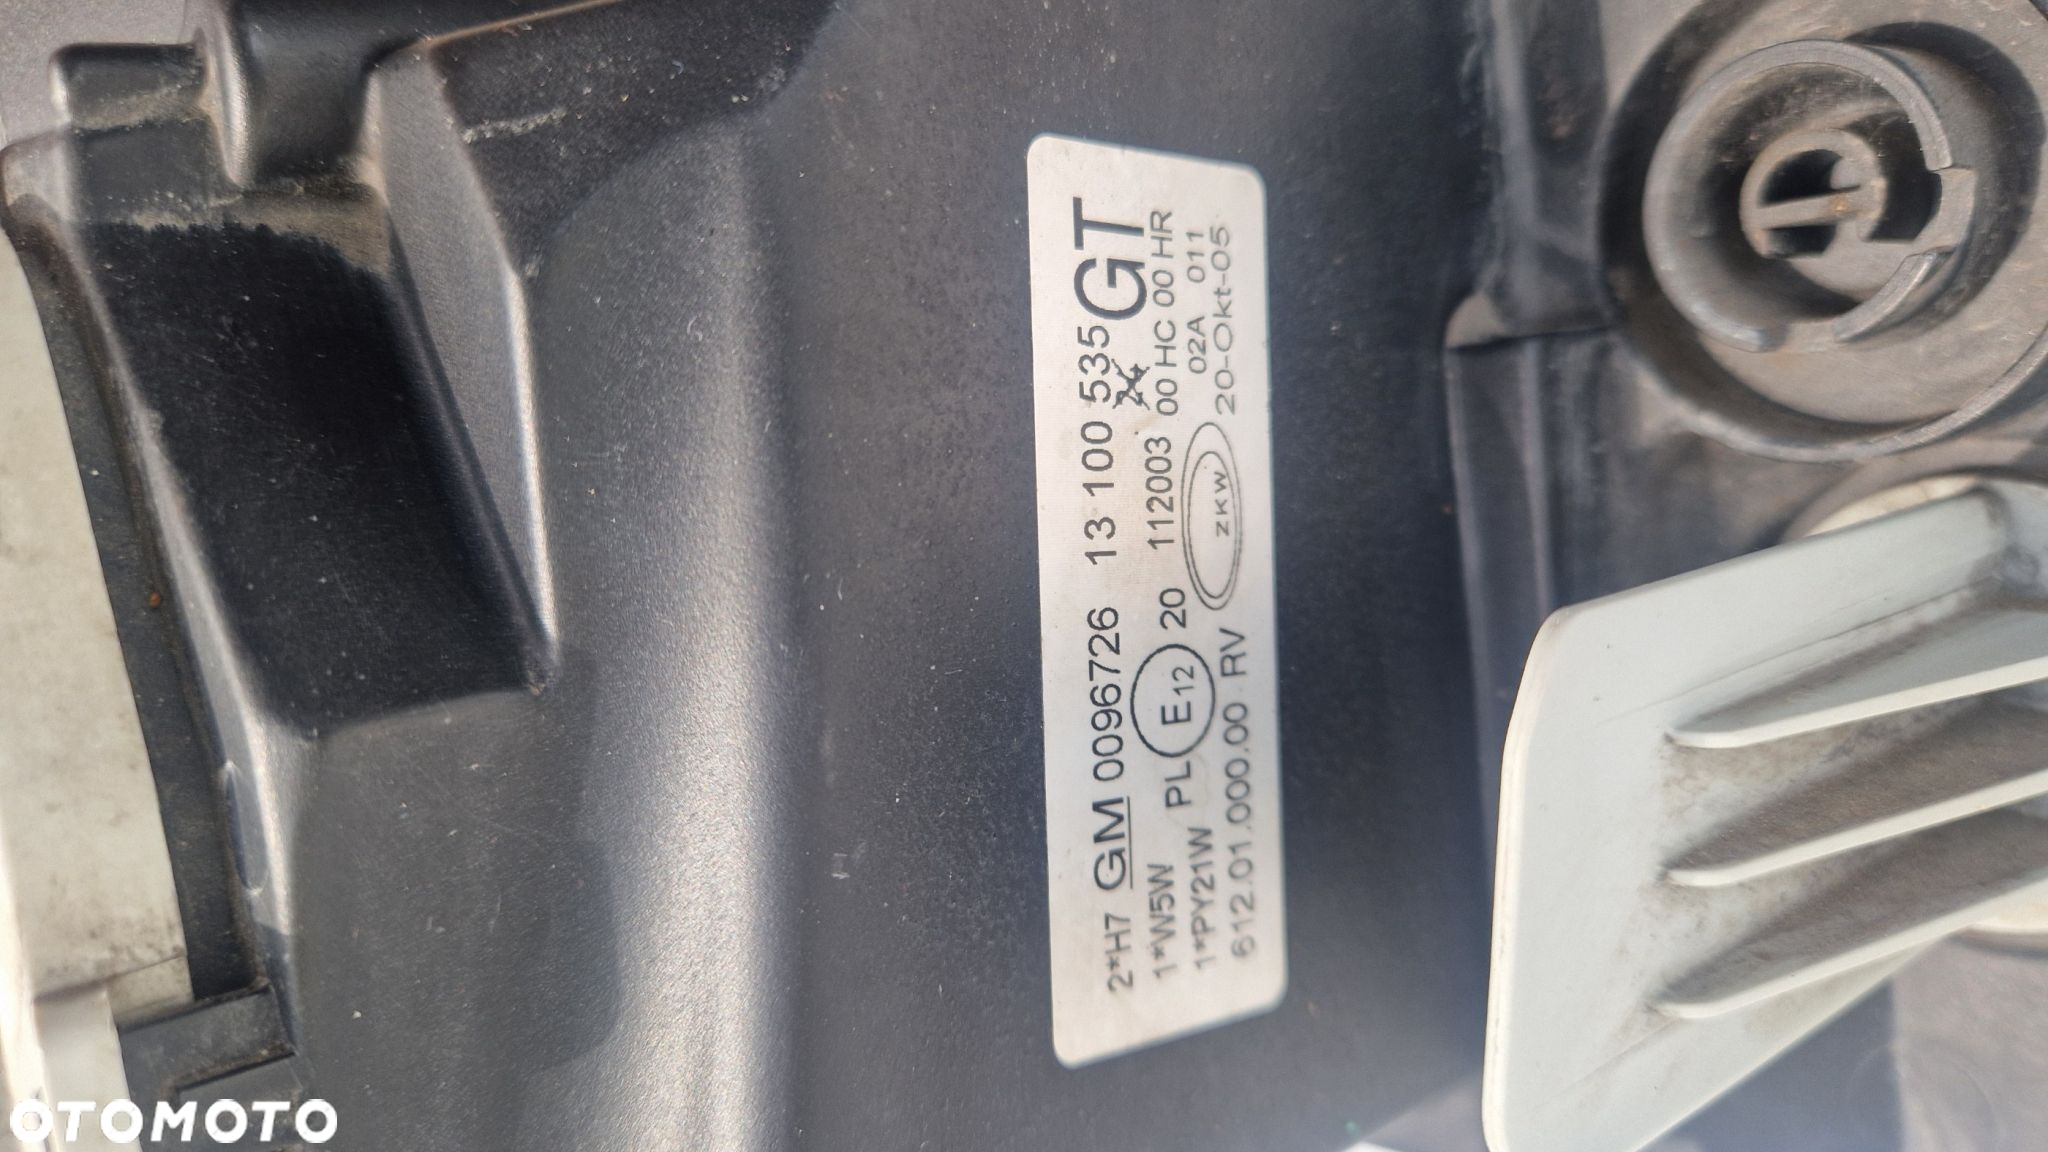 2*H7 GM 0096726 13 100 535 GT
1*W5W PL E12 20 112003 00 HC 00 HR
1*PY21W ZKW 02A 011
612.01.000.00 RV 20-Okt-05
OTOMOTO